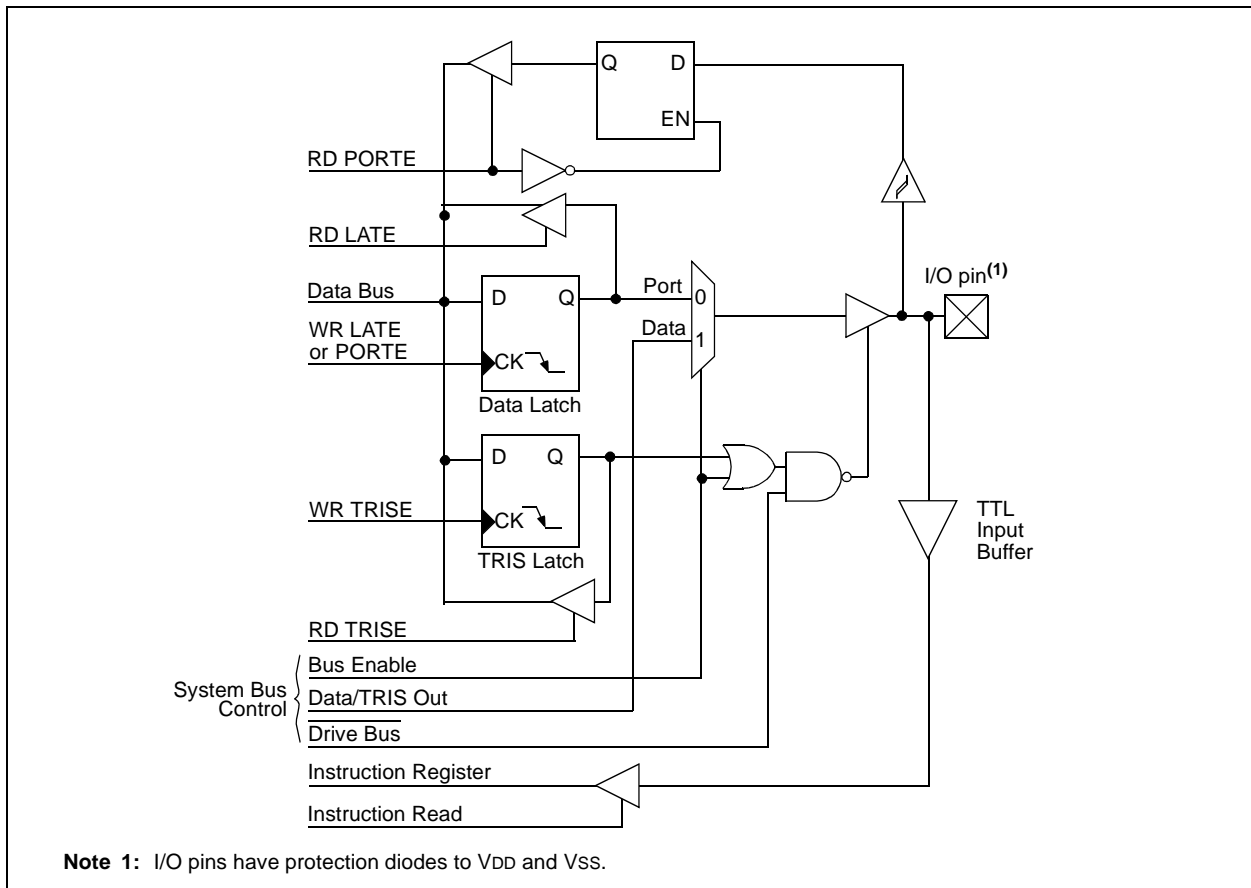 Q D
EN
RD PORTE
RD LATE
I/O pin(1)
Data Bus
D Q
Port 0
WR LATE
or PORTE
Data 1
CK
Data Latch
D Q
WR TRISE
CK
TRIS Latch
TTL
Input
Buffer
RD TRISE
System Bus
Control
Bus Enable
Data/TRIS Out
Drive Bus
Instruction Register
Instruction Read
Note 1: I/O pins have protection diodes to VDD and VSS.